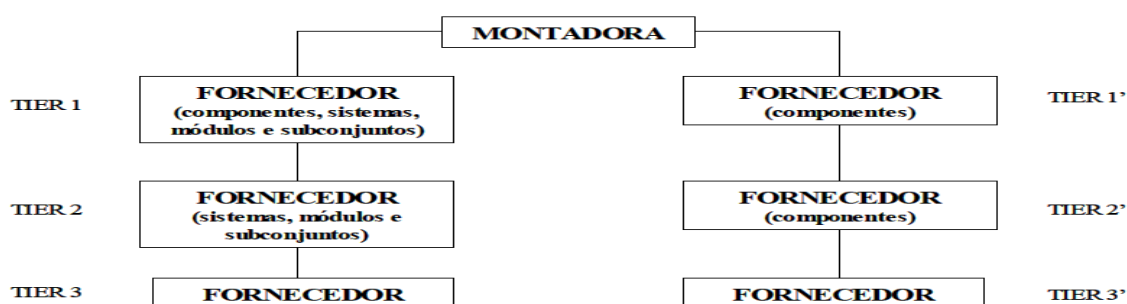 MONTADORA
TIER 1
FORNECEDOR
(componentes, sistemas,
módulos e subconjuntos)
FORNECEDOR
(componentes)
TIER 1’
TIER 2
FORNECEDOR
(sistemas, módulos e
subconjuntos)
FORNECEDOR
(componentes)
TIER 2’
TIER 3
FORNECEDOR
FORNECEDOR
TIER 3’